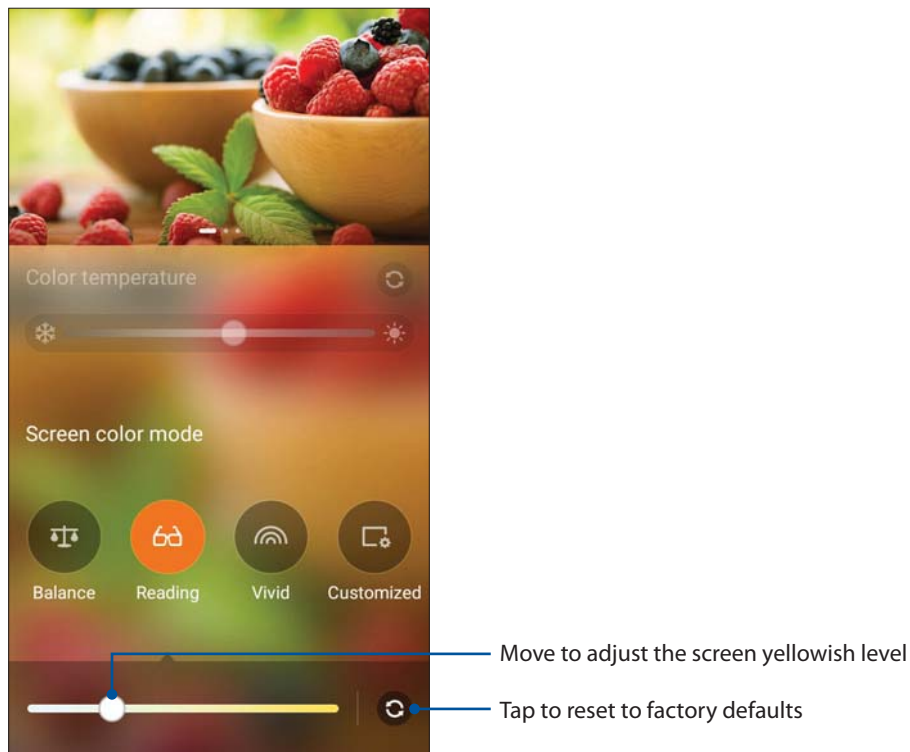 Color temperature
Screen color mode
Balance Reading Vivid Customized
Move to adjust the screen yellowish level
Tap to reset to factory defaults